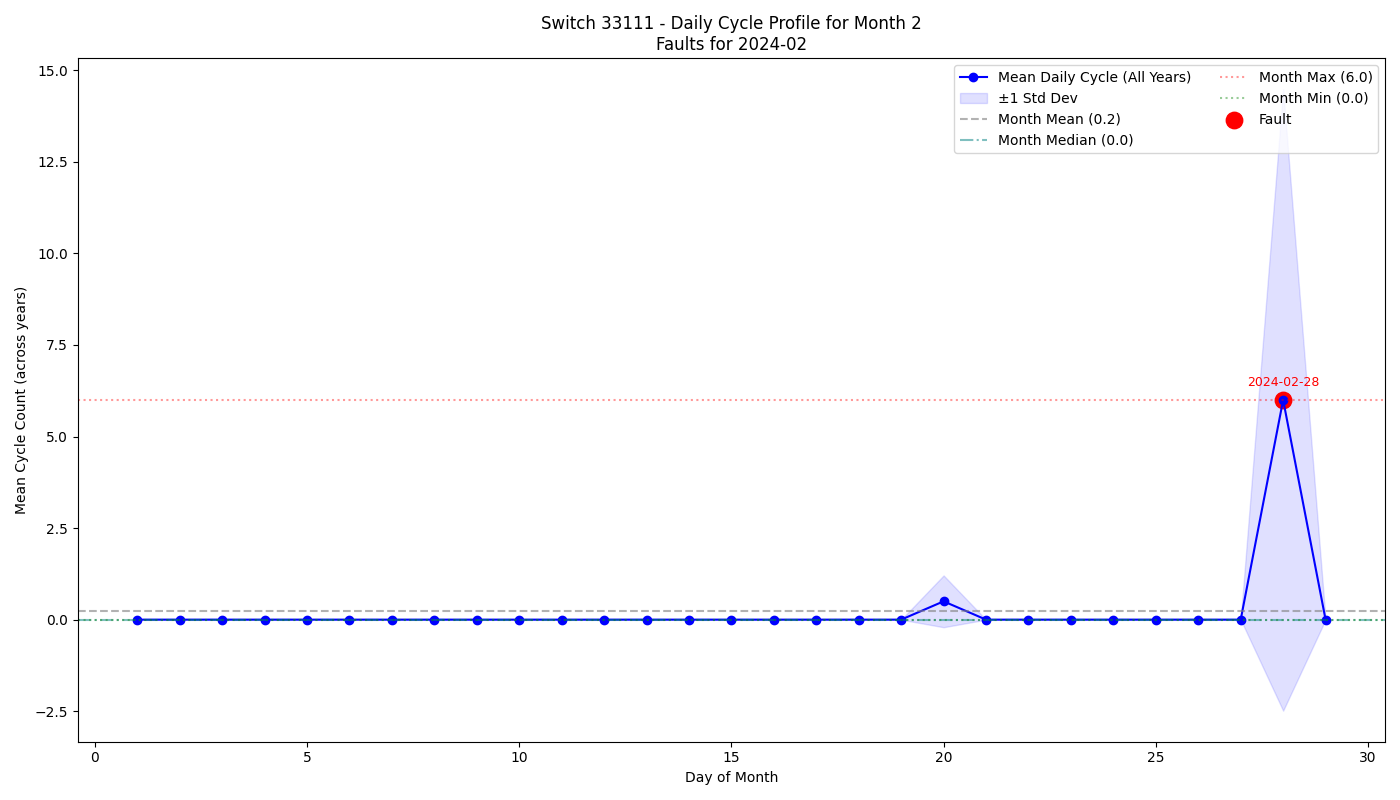 Switch 33111 - Daily Cycle Profile for Month 2
Faults for 2024-02
Mean Daily Cycle (All Years)
±1 Std Dev
Month Mean (0.2)
Month Median (0.0)
Month Max (6.0)
Month Min (0.0)
Fault
15.0
12.5
10.0
7.5
5.0
2.5
0.0
−2.5
Mean Cycle Count (across years)
2024-02-28
0
5
10
15
20
25
30
Day of Month